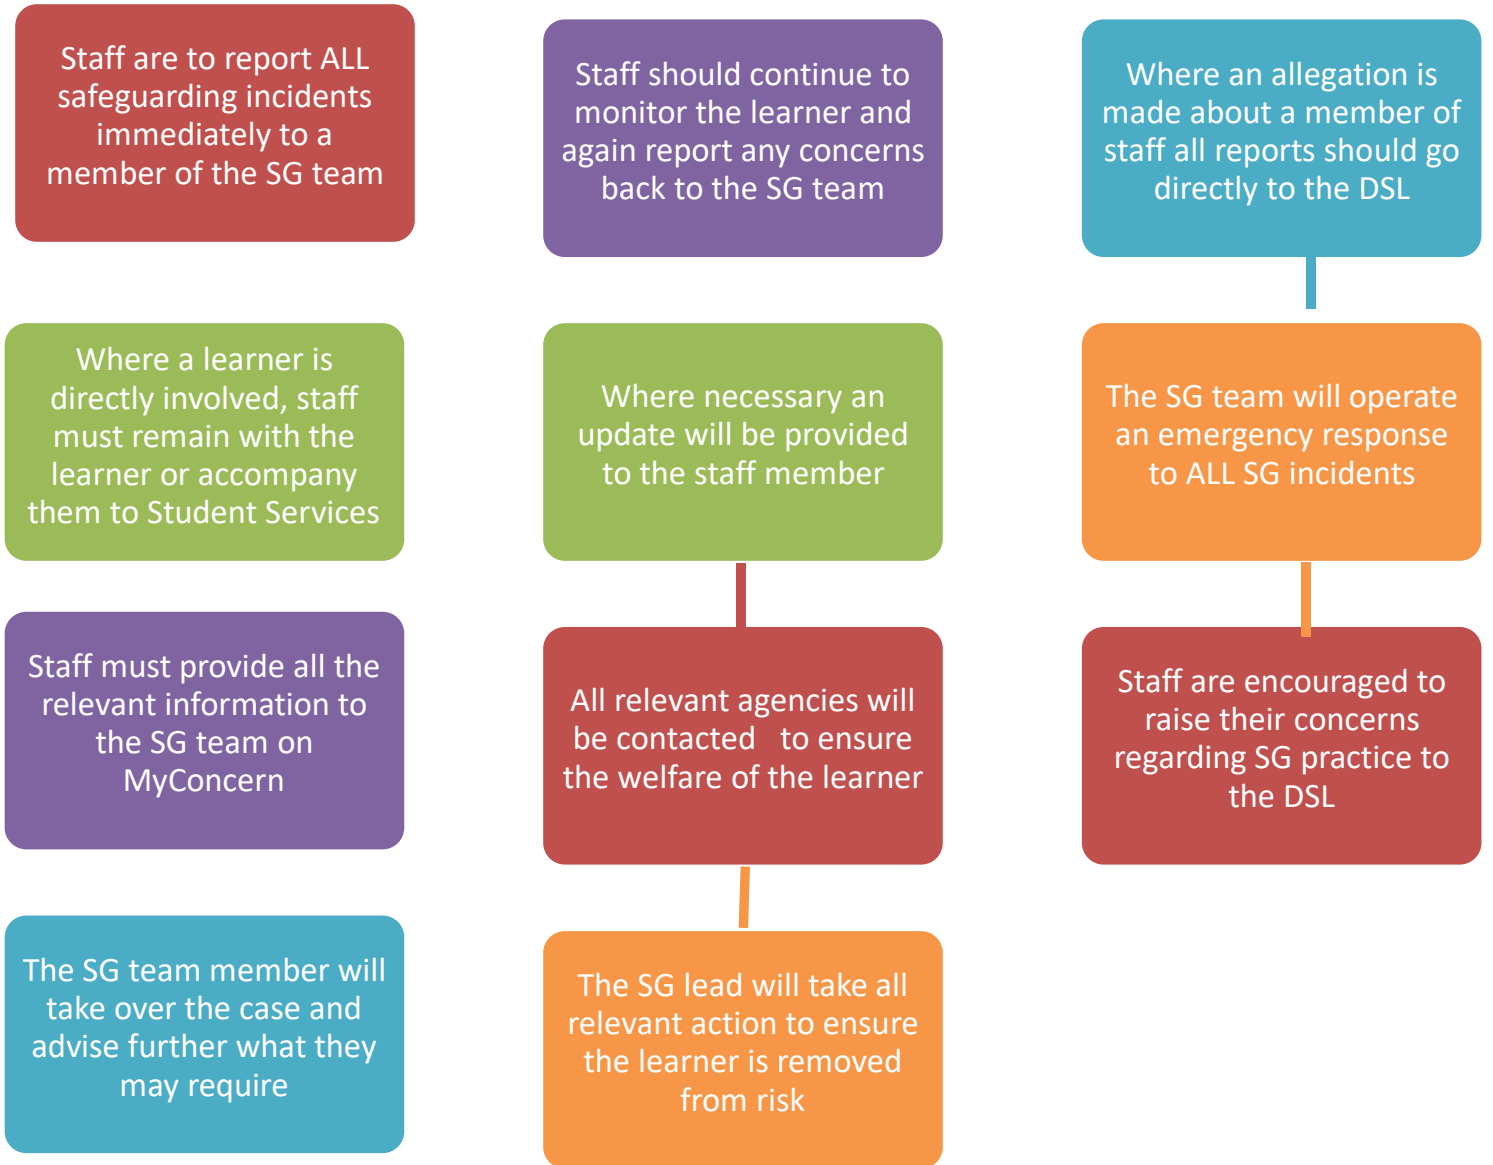 Staff are to report ALL
safeguarding incidents
immediately to a
member of the SG team
Where a learner is
directly involved, staff
must remain with the
learner or accompany
them to Student Services
Staff must provide all the
relevant information to
the SG team on
MyConcern
The SG team member will
take over the case and
advise further what they
may require
Staff should continue to
monitor the learner and
again report any concerns
back to the SG team
Where necessary an
update will be provided
to the staff member
All relevant agencies will
be contacted   to ensure
the welfare of the learner
The SG lead will take all
relevant action to ensure
the learner is removed
from risk
Where an allegation is
made about a member of
staff all reports should go
directly to the DSL
The SG team will operate
an emergency response
to ALL SG incidents
Staff are encouraged to
raise their concerns
regarding SG practice to
the DSL